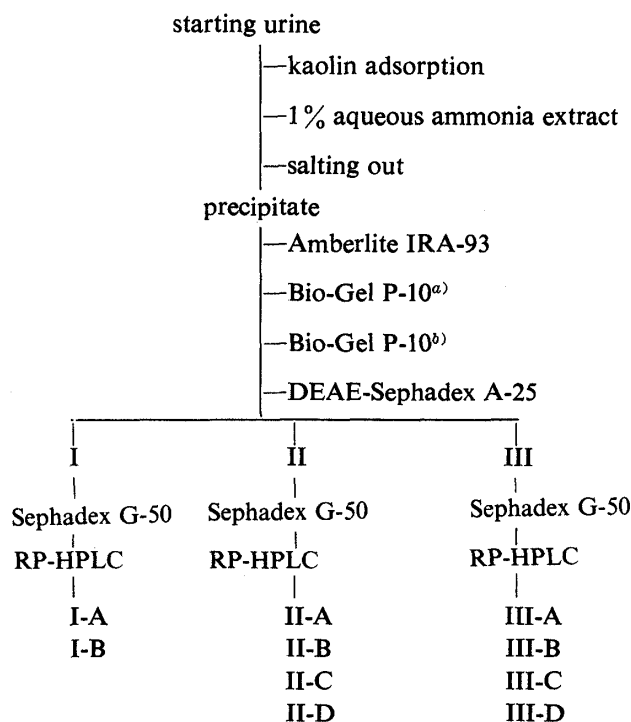 starting urine
kaolin adsorption
1% aqueous ammonia extract
salting out
precipitate
Amberlite IRA-93
Bio-Gel P-10a)
Bio-Gel P-10b)
DEAE-Sephadex A-25
I II III
Sephadex G-50 Sephadex G-50 Sephadex G-50
RP-HPLC RP-HPLC RP-HPLC
I-A II-A III-A
I-B II-B III-B
II-C III-C
II-D III-D